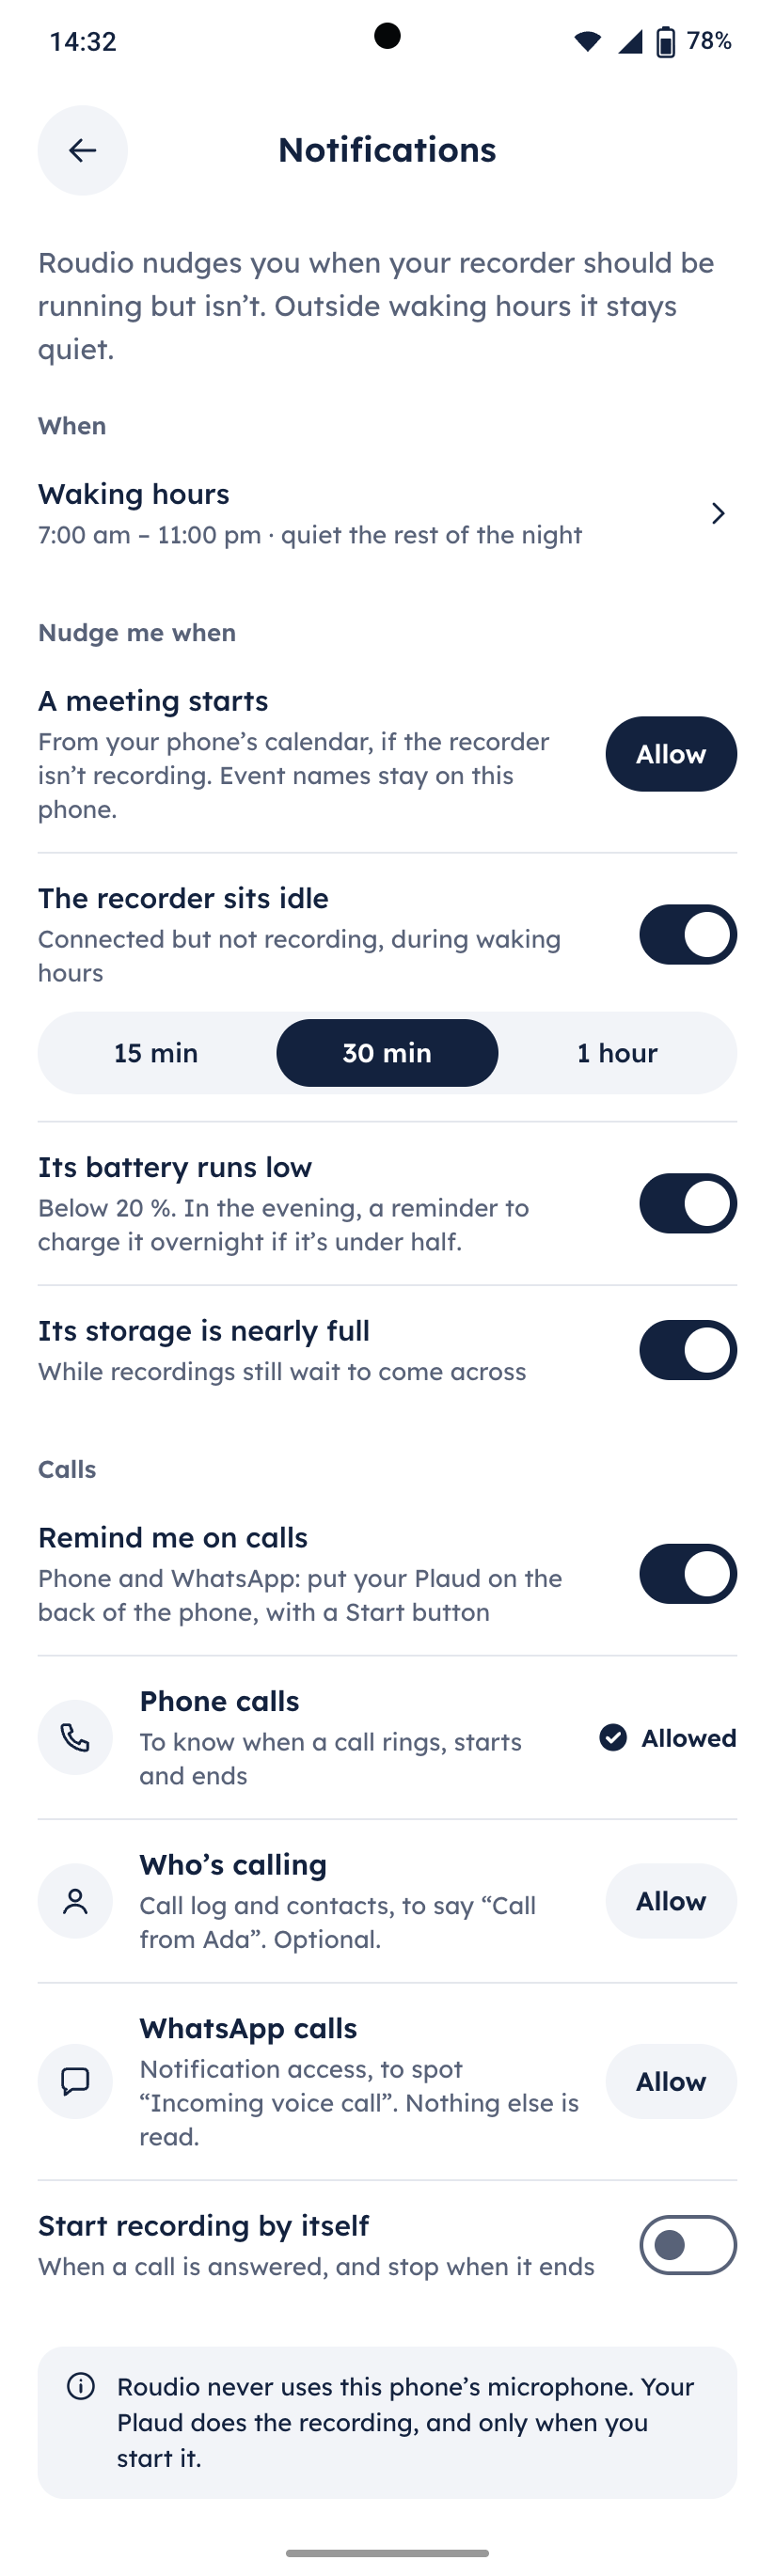 14:32
78%
Notifications
Roudio nudges you when your recorder should be
running but isn’t. Outside waking hours it stays
quiet.
When
Waking hours
7:00 am – 11:00 pm · quiet the rest of the night
Nudge me when
A meeting starts
From your phone’s calendar, if the recorder
isn’t recording. Event names stay on this
phone.
Allow
The recorder sits idle
Connected but not recording, during waking
hours
15 min
30 min
1 hour
Its battery runs low
Below 20 %. In the evening, a reminder to
charge it overnight if it’s under half.
Its storage is nearly full
While recordings still wait to come across
Calls
Remind me on calls
Phone and WhatsApp: put your Plaud on the
back of the phone, with a Start button
Phone calls
To know when a call rings, starts
and ends
Allowed
Who’s calling
Call log and contacts, to say “Call
from Ada”. Optional.
Allow
WhatsApp calls
Notification access, to spot
“Incoming voice call”. Nothing else is
read.
Allow
Start recording by itself
When a call is answered, and stop when it ends
Roudio never uses this phone’s microphone. Your
Plaud does the recording, and only when you
start it.